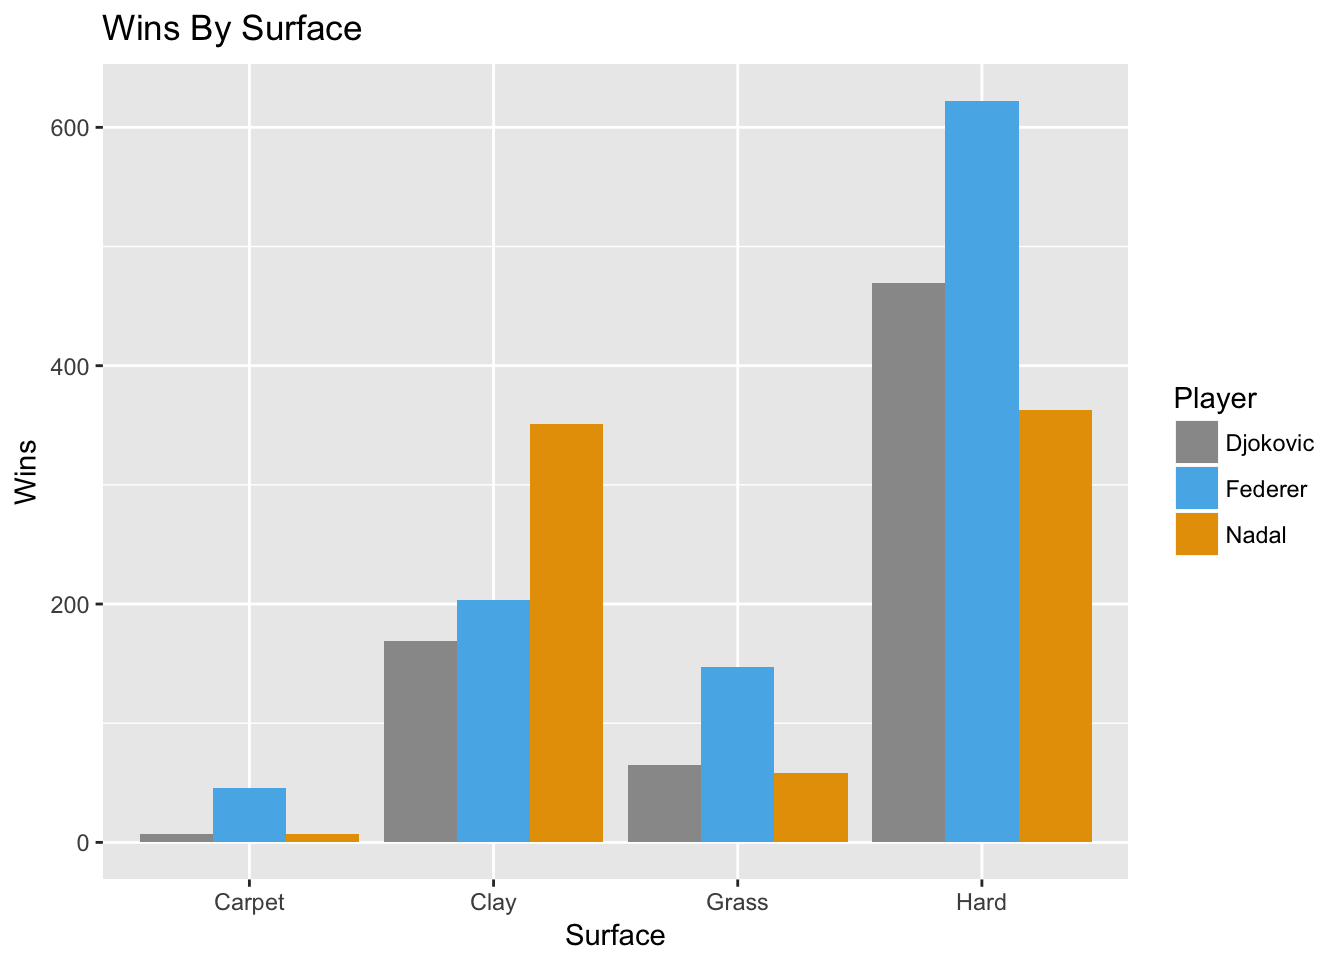 Wins By Surface
600
400
200
0
Wins
Carpet Clay Grass Hard
Surface
Player
Djokovic
Federer
Nadal